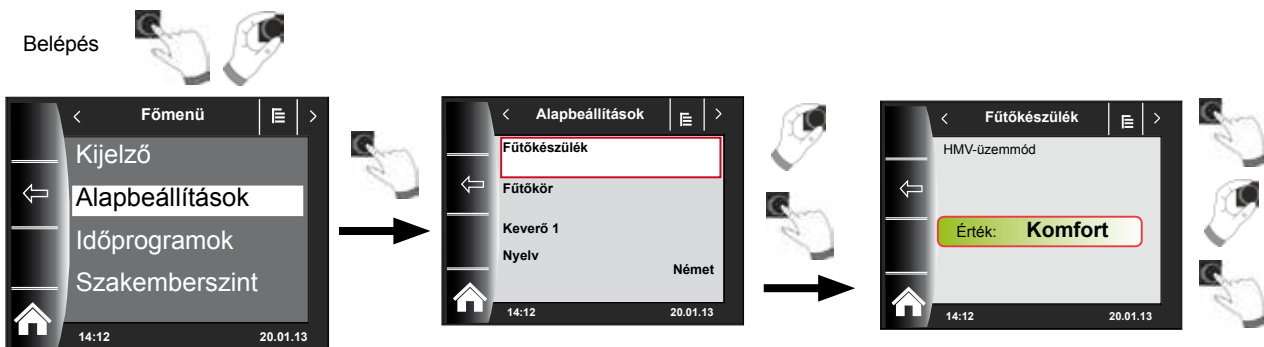 Belépés
Főmenü
Kijelző
Alapbeállítások
Időprogramok
Szakemberszint
14:12 20.01.13
Alapbeállítások
Fűtőkészülék
Fűtőkör
Keverő 1
Nyelv
Német
14:12 20.01.13
Fűtőkészülék
HMV-üzemmód
Érték: Komfort
14:12 20.01.13